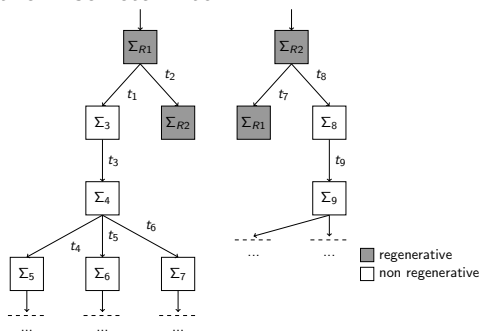 Σ_R1 Σ_R2
t_2 t_8
t_1 t_7
Σ_3 Σ_R2 Σ_R1 Σ_8
t_3 t_9
Σ_4 Σ_9
t_6
t_5
t_4
... ...
regenerative
Σ_5 Σ_6 Σ_7
non regenerative
... ... ...